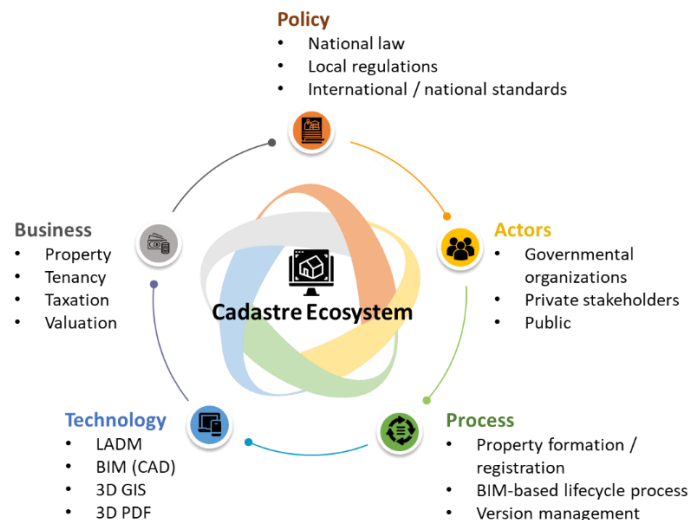 Policy
• National law
• Local regulations
• International / national standards
Business
• Property
• Tenancy
• Taxation
• Valuation
Actors
• Governmental
organizations
• Private stakeholders
• Public
Cadastre Ecosystem
Technology
• LADM
• BIM (CAD)
• 3D GIS
• 3D PDF
Process
• Property formation /
registration
• BIM-based lifecycle process
• Version management